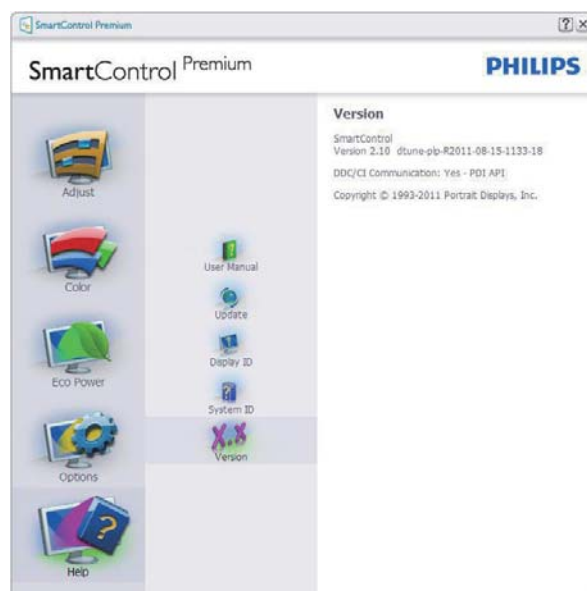 SmartControl Premium
SmartControl Premium
PHILIPS
Adjust
Color
Eco Power
Options
Help
User Manual
Update
Display ID
System ID
X.X
Version
Version
SmartControl
Version 2.10 dtune-plp-R2011-08-15-1133-18
DDC/CI Communication: Yes - PDI API
Copyright © 1993-2011 Portrait Displays, Inc.